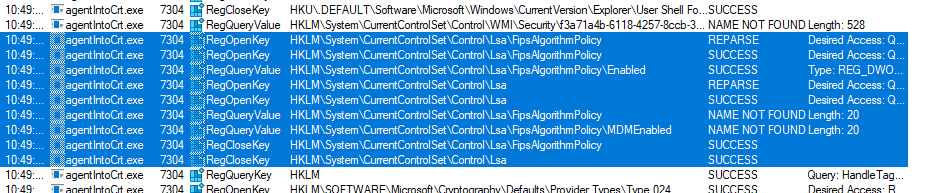 10:49:... agentIntoCrt.exe 7304 RegCloseKey HKU\.DEFAULT\Software\Microsoft\Windows\CurrentVersion\Explorer\User Shell Fo... SUCCESS
10:49:... agentIntoCrt.exe 7304 RegQueryValue HKLM\System\CurrentControlSet\Control\WMI\Security\f3a71a4b-6118-4257-8ccb-3... NAME NOT FOUND Length: 528
10:49:... agentIntoCrt.exe 7304 RegOpenKey HKLM\System\CurrentControlSet\Control\Lsa\FipsAlgorithmPolicy REPARSE Desired Access: Q...
10:49:... agentIntoCrt.exe 7304 RegOpenKey HKLM\System\CurrentControlSet\Control\Lsa\FipsAlgorithmPolicy SUCCESS Desired Access: Q...
10:49:... agentIntoCrt.exe 7304 RegQueryValue HKLM\System\CurrentControlSet\Control\Lsa\FipsAlgorithmPolicy\Enabled SUCCESS Type: REG_DWO...
10:49:... agentIntoCrt.exe 7304 RegOpenKey HKLM\System\CurrentControlSet\Control\Lsa REPARSE Desired Access: Q...
10:49:... agentIntoCrt.exe 7304 RegOpenKey HKLM\System\CurrentControlSet\Control\Lsa SUCCESS Desired Access: Q...
10:49:... agentIntoCrt.exe 7304 RegQueryValue HKLM\System\CurrentControlSet\Control\Lsa\FipsAlgorithmPolicy NAME NOT FOUND Length: 20
10:49:... agentIntoCrt.exe 7304 RegQueryValue HKLM\System\CurrentControlSet\Control\Lsa\FipsAlgorithmPolicy\MDMEnabled NAME NOT FOUND Length: 20
10:49:... agentIntoCrt.exe 7304 RegCloseKey HKLM\System\CurrentControlSet\Control\Lsa\FipsAlgorithmPolicy SUCCESS
10:49:... agentIntoCrt.exe 7304 RegCloseKey HKLM\System\CurrentControlSet\Control\Lsa SUCCESS
10:49:... agentIntoCrt.exe 7304 RegQueryKey HKLM SUCCESS Query: HandleTag...
10:49:... agentIntoCrt.exe 7304 RegOpenKey HKLM\SOFTWARE\Microsoft\Cryptography\Defaults\Provider Types\Type 024 SUCCESS Desired Access: R...